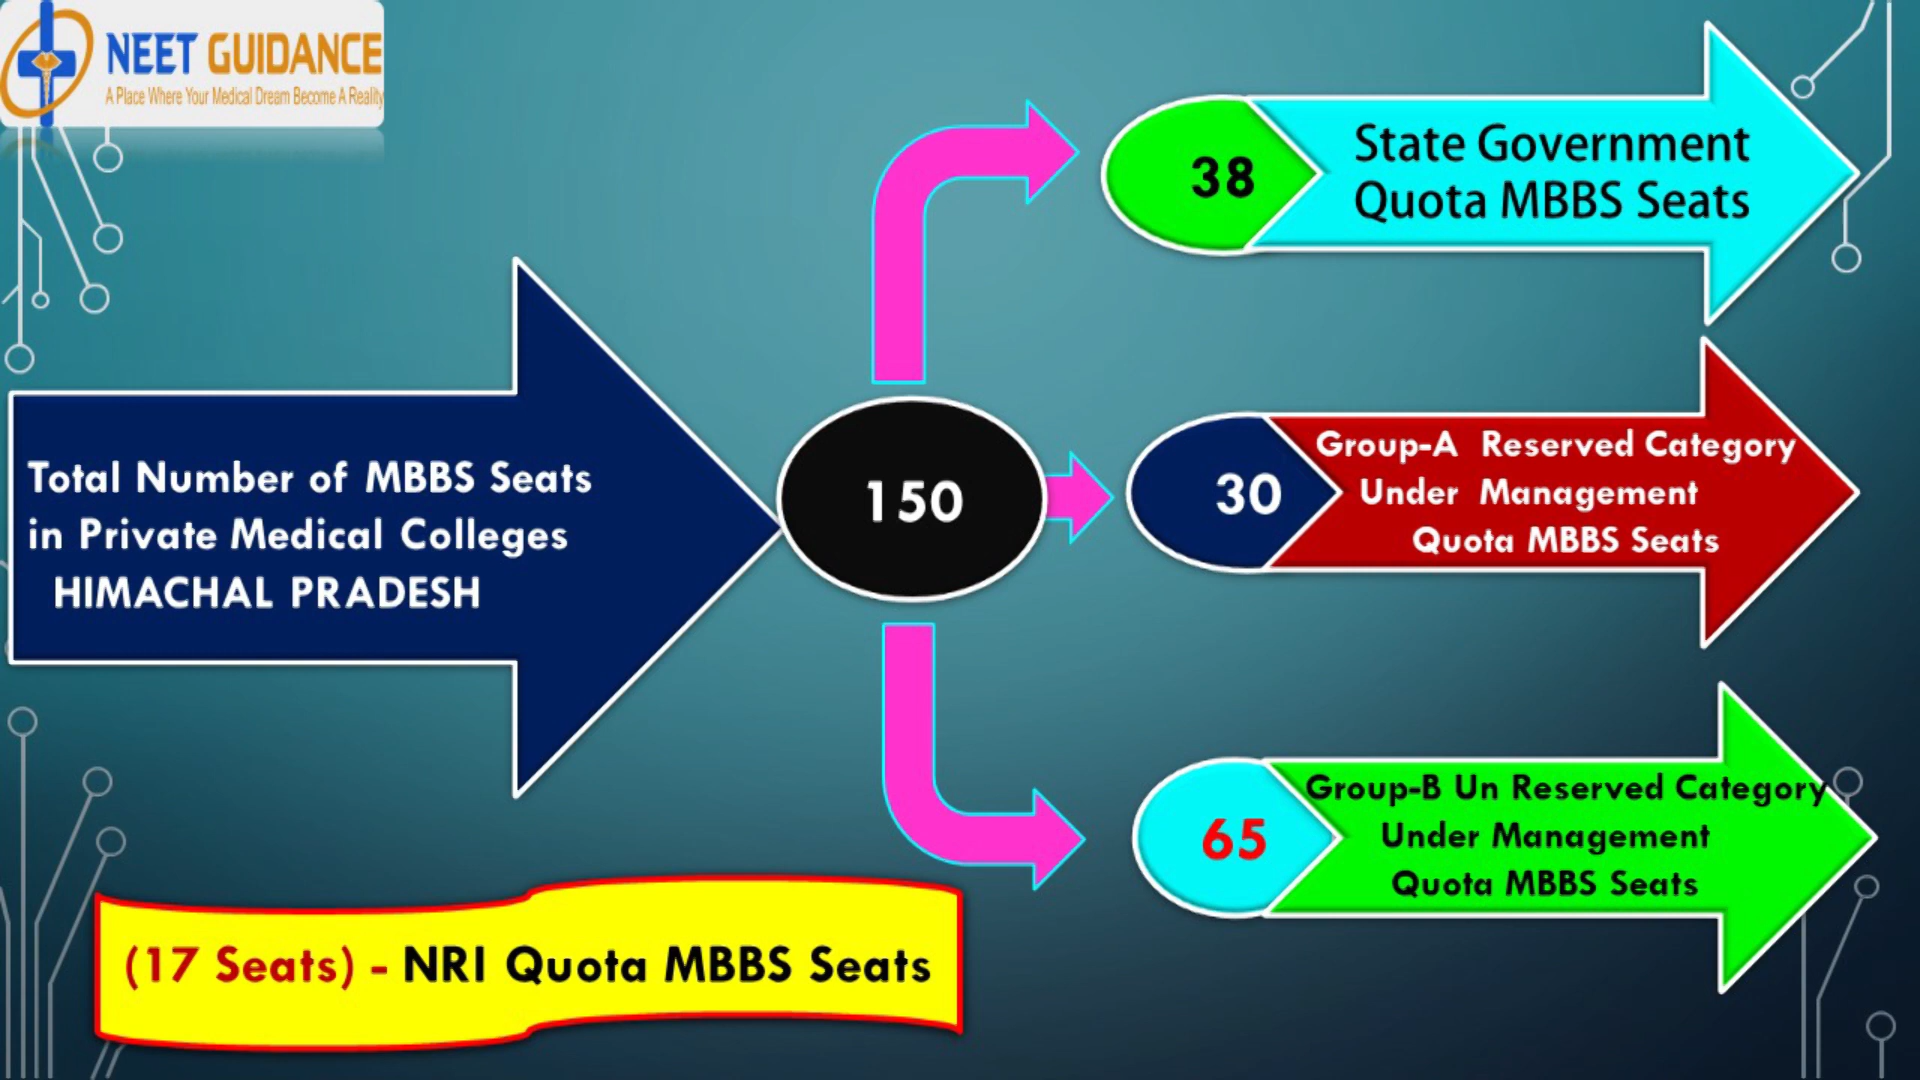 NEET GUIDANCE
A Place Where Your Medical Dream Become A Reality
Total Number of MBBS Seats
in Private Medical Colleges
HIMACHAL PRADESH
150
38
State Government
Quota MBBS Seats
30
Group-A Reserved Category
Under Management
Quota MBBS Seats
65
Group-B Un Reserved Category
Under Management
Quota MBBS Seats
(17 Seats) - NRI Quota MBBS Seats